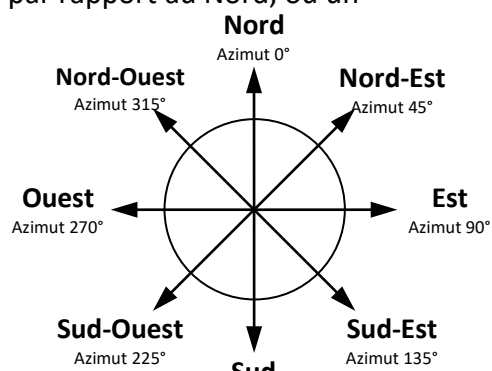 par rapport au Nord, ou un
Nord
Azimut 0°
Nord-Ouest
Azimut 315°
Nord-Est
Azimut 45°
Ouest
Azimut 270°
Est
Azimut 90°
Sud-Ouest
Azimut 225°
Sud-Est
Azimut 135°
Sud